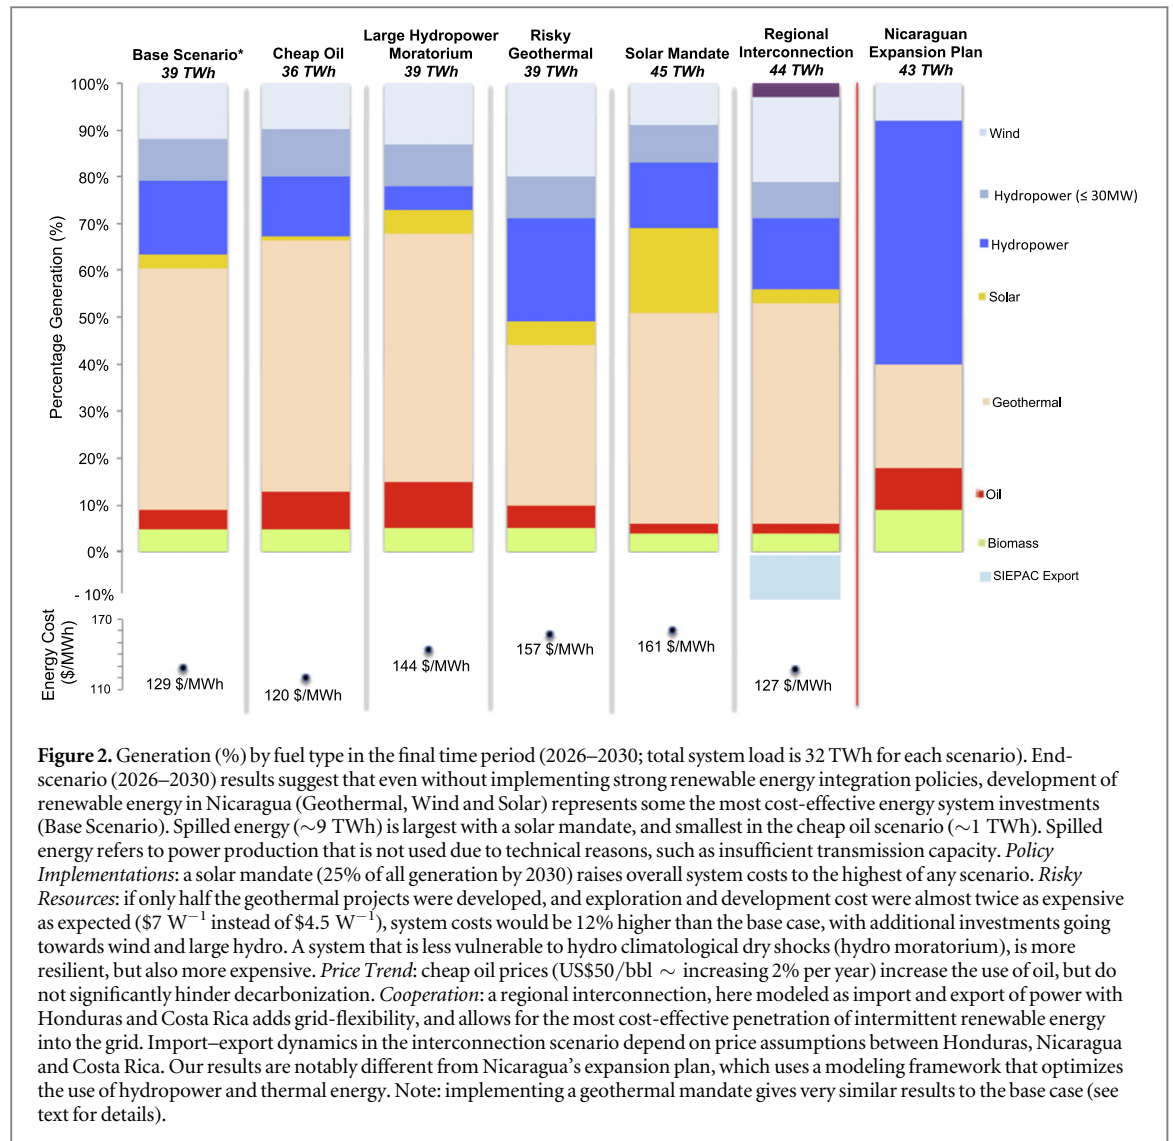 Base Scenario*
39 TWh
Cheap Oil
36 TWh
Large Hydropower
Moratorium
39 TWh
Risky
Geothermal
39 TWh
Solar Mandate
45 TWh
Regional
Interconnection
44 TWh
Nicaraguan
Expansion Plan
43 TWh
Percentage Generation (%)
100%
90%
80%
70%
60%
50%
40%
30%
20%
10%
0%
- 10%
Wind
Hydropower (≤ 30MW)
Hydropower
Solar
Geothermal
Oil
Biomass
SIEPAC Export
Energy Cost
($/MWh)
170
110
129 $/MWh
120 $/MWh
144 $/MWh
157 $/MWh
161 $/MWh
127 $/MWh
Figure 2. Generation (%) by fuel type in the final time period (2026–2030; total system load is 32 TWh for each scenario). End-
scenario (2026–2030) results suggest that even without implementing strong renewable energy integration policies, development of
renewable energy in Nicaragua (Geothermal, Wind and Solar) represents some the most cost-effective energy system investments
(Base Scenario). Spilled energy (∼9 TWh) is largest with a solar mandate, and smallest in the cheap oil scenario (∼1 TWh). Spilled
energy refers to power production that is not used due to technical reasons, such as insufficient transmission capacity. Policy
Implementations: a solar mandate (25% of all generation by 2030) raises overall system costs to the highest of any scenario. Risky
Resources: if only half the geothermal projects were developed, and exploration and development cost were almost twice as expensive
as expected ($7 W⁻¹ instead of $4.5 W⁻¹), system costs would be 12% higher than the base case, with additional investments going
towards wind and large hydro. A system that is less vulnerable to hydro climatological dry shocks (hydro moratorium), is more
resilient, but also more expensive. Price Trend: cheap oil prices (US$50/bbl ∼ increasing 2% per year) increase the use of oil, but do
not significantly hinder decarbonization. Cooperation: a regional interconnection, here modeled as import and export of power with
Honduras and Costa Rica adds grid-flexibility, and allows for the most cost-effective penetration of intermittent renewable energy
into the grid. Import–export dynamics in the interconnection scenario depend on price assumptions between Honduras, Nicaragua
and Costa Rica. Our results are notably different from Nicaragua's expansion plan, which uses a modeling framework that optimizes
the use of hydropower and thermal energy. Note: implementing a geothermal mandate gives very similar results to the base case (see
text for details).